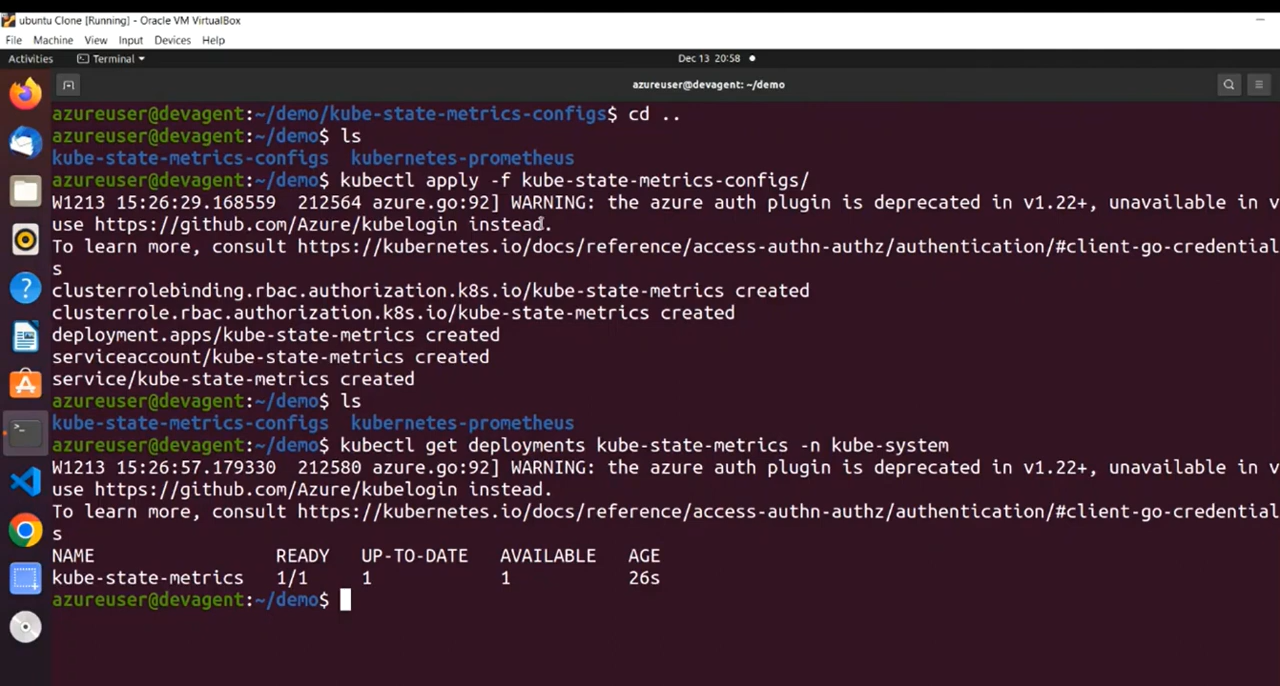 ubuntu Clone [Running] - Oracle VM VirtualBox
File Machine View Input Devices Help
Activities Terminal Dec 13 20:58
azureuser@devagent: ~/demo
azureuser@devagent:~/demo/kube-state-metrics-configs$ cd ..
azureuser@devagent:~/demo$ ls
kube-state-metrics-configs kubernetes-prometheus
azureuser@devagent:~/demo$ kubectl apply -f kube-state-metrics-configs/
W1213 15:26:29.168559 212564 azure.go:92] WARNING: the azure auth plugin is deprecated in v1.22+, unavailable in v
use https://github.com/Azure/kubelogin instead.
To learn more, consult https://kubernetes.io/docs/reference/access-authn-authz/authentication/#client-go-credential
s
clusterrolebinding.rbac.authorization.k8s.io/kube-state-metrics created
clusterrole.rbac.authorization.k8s.io/kube-state-metrics created
deployment.apps/kube-state-metrics created
serviceaccount/kube-state-metrics created
service/kube-state-metrics created
azureuser@devagent:~/demo$ ls
kube-state-metrics-configs kubernetes-prometheus
azureuser@devagent:~/demo$ kubectl get deployments kube-state-metrics -n kube-system
W1213 15:26:57.179330 212580 azure.go:92] WARNING: the azure auth plugin is deprecated in v1.22+, unavailable in v
use https://github.com/Azure/kubelogin instead.
To learn more, consult https://kubernetes.io/docs/reference/access-authn-authz/authentication/#client-go-credential
s
NAME READY UP-TO-DATE AVAILABLE AGE
kube-state-metrics 1/1 1 1 26s
azureuser@devagent:~/demo$